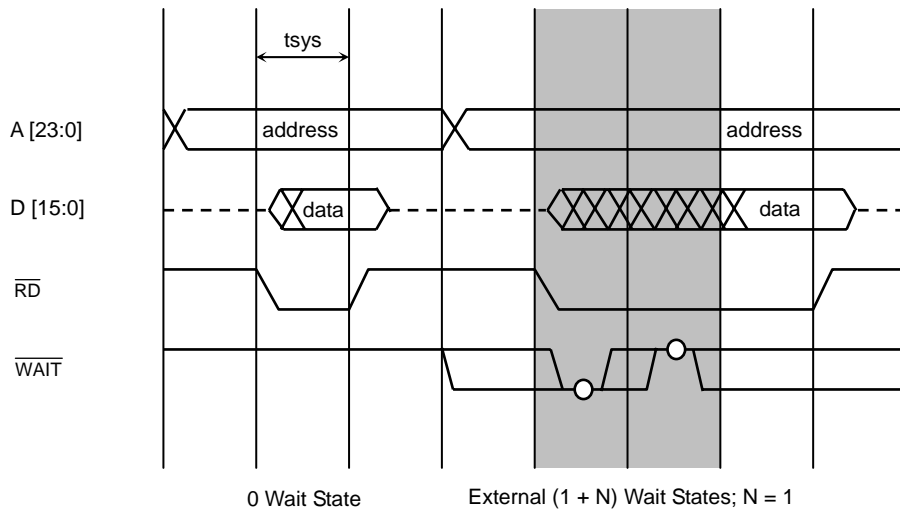 tsys
A [23:0]
address
address
D [15:0]
data
data
RD
WAIT
0 Wait State
External (1 + N) Wait States; N = 1